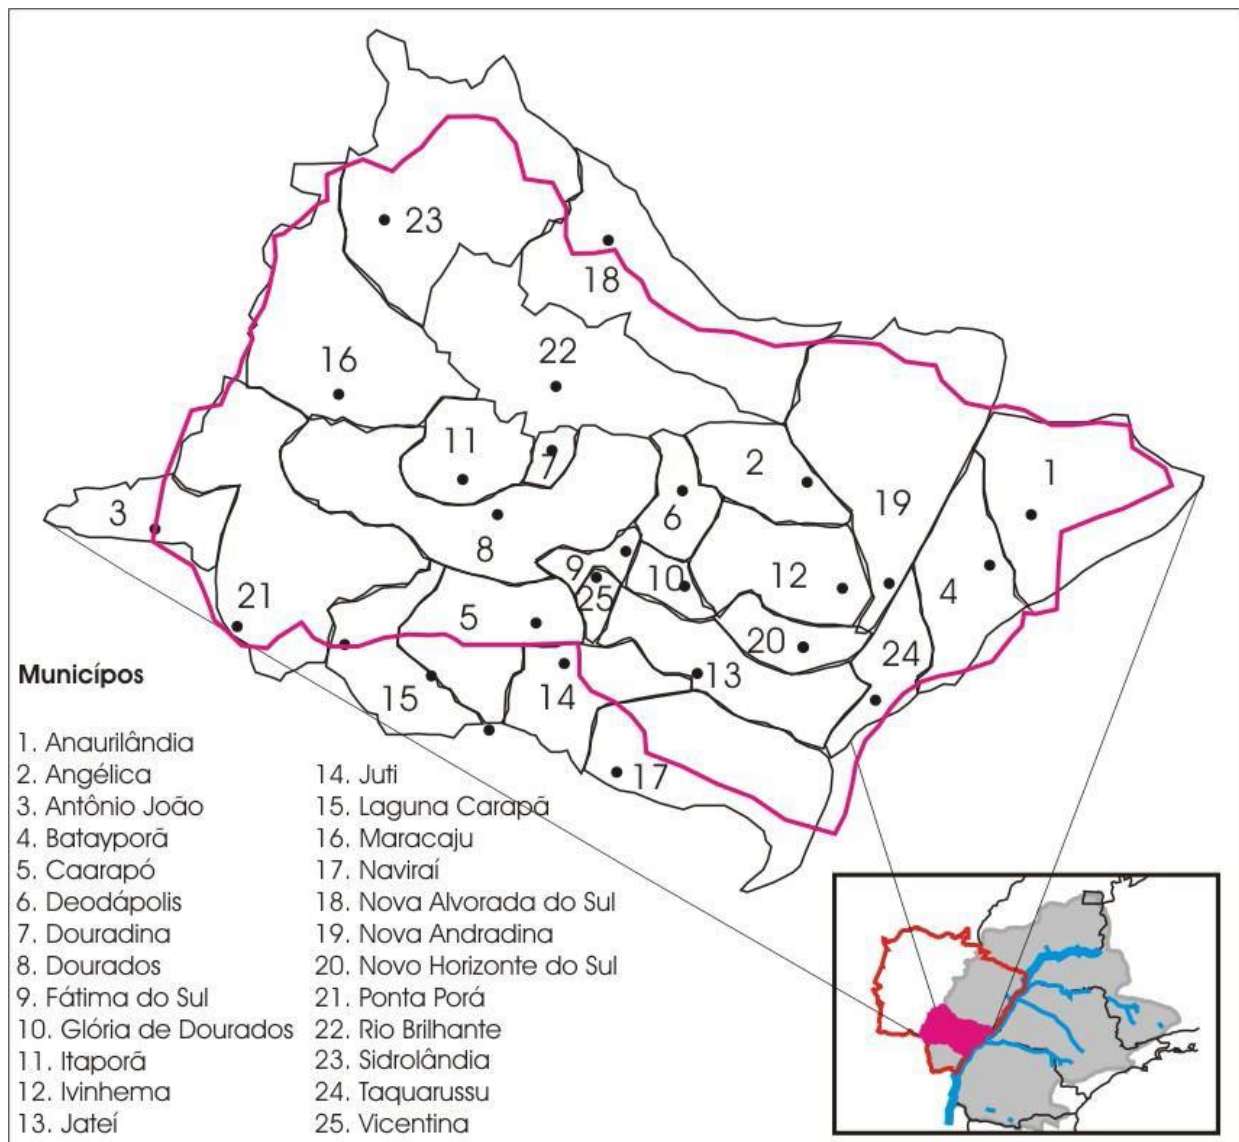 23
18
16
22
11
7
2
1
3
6
19
8
9
10
12
4
21
5
25
20
24
13
15
14
17
Municípos
1. Anaurilândia
2. Angélica
3. Antônio João
4. Batayporã
5. Caarapó
6. Deodápolis
7. Douradina
8. Dourados
9. Fátima do Sul
10. Glória de Dourados
11. Itaporã
12. Ivinhema
13. Jateí
14. Juti
15. Laguna Carapã
16. Maracaju
17. Naviraí
18. Nova Alvorada do Sul
19. Nova Andradina
20. Novo Horizonte do Sul
21. Ponta Porá
22. Rio Brilhante
23. Sidrolândia
24. Taquarussu
25. Vicentina